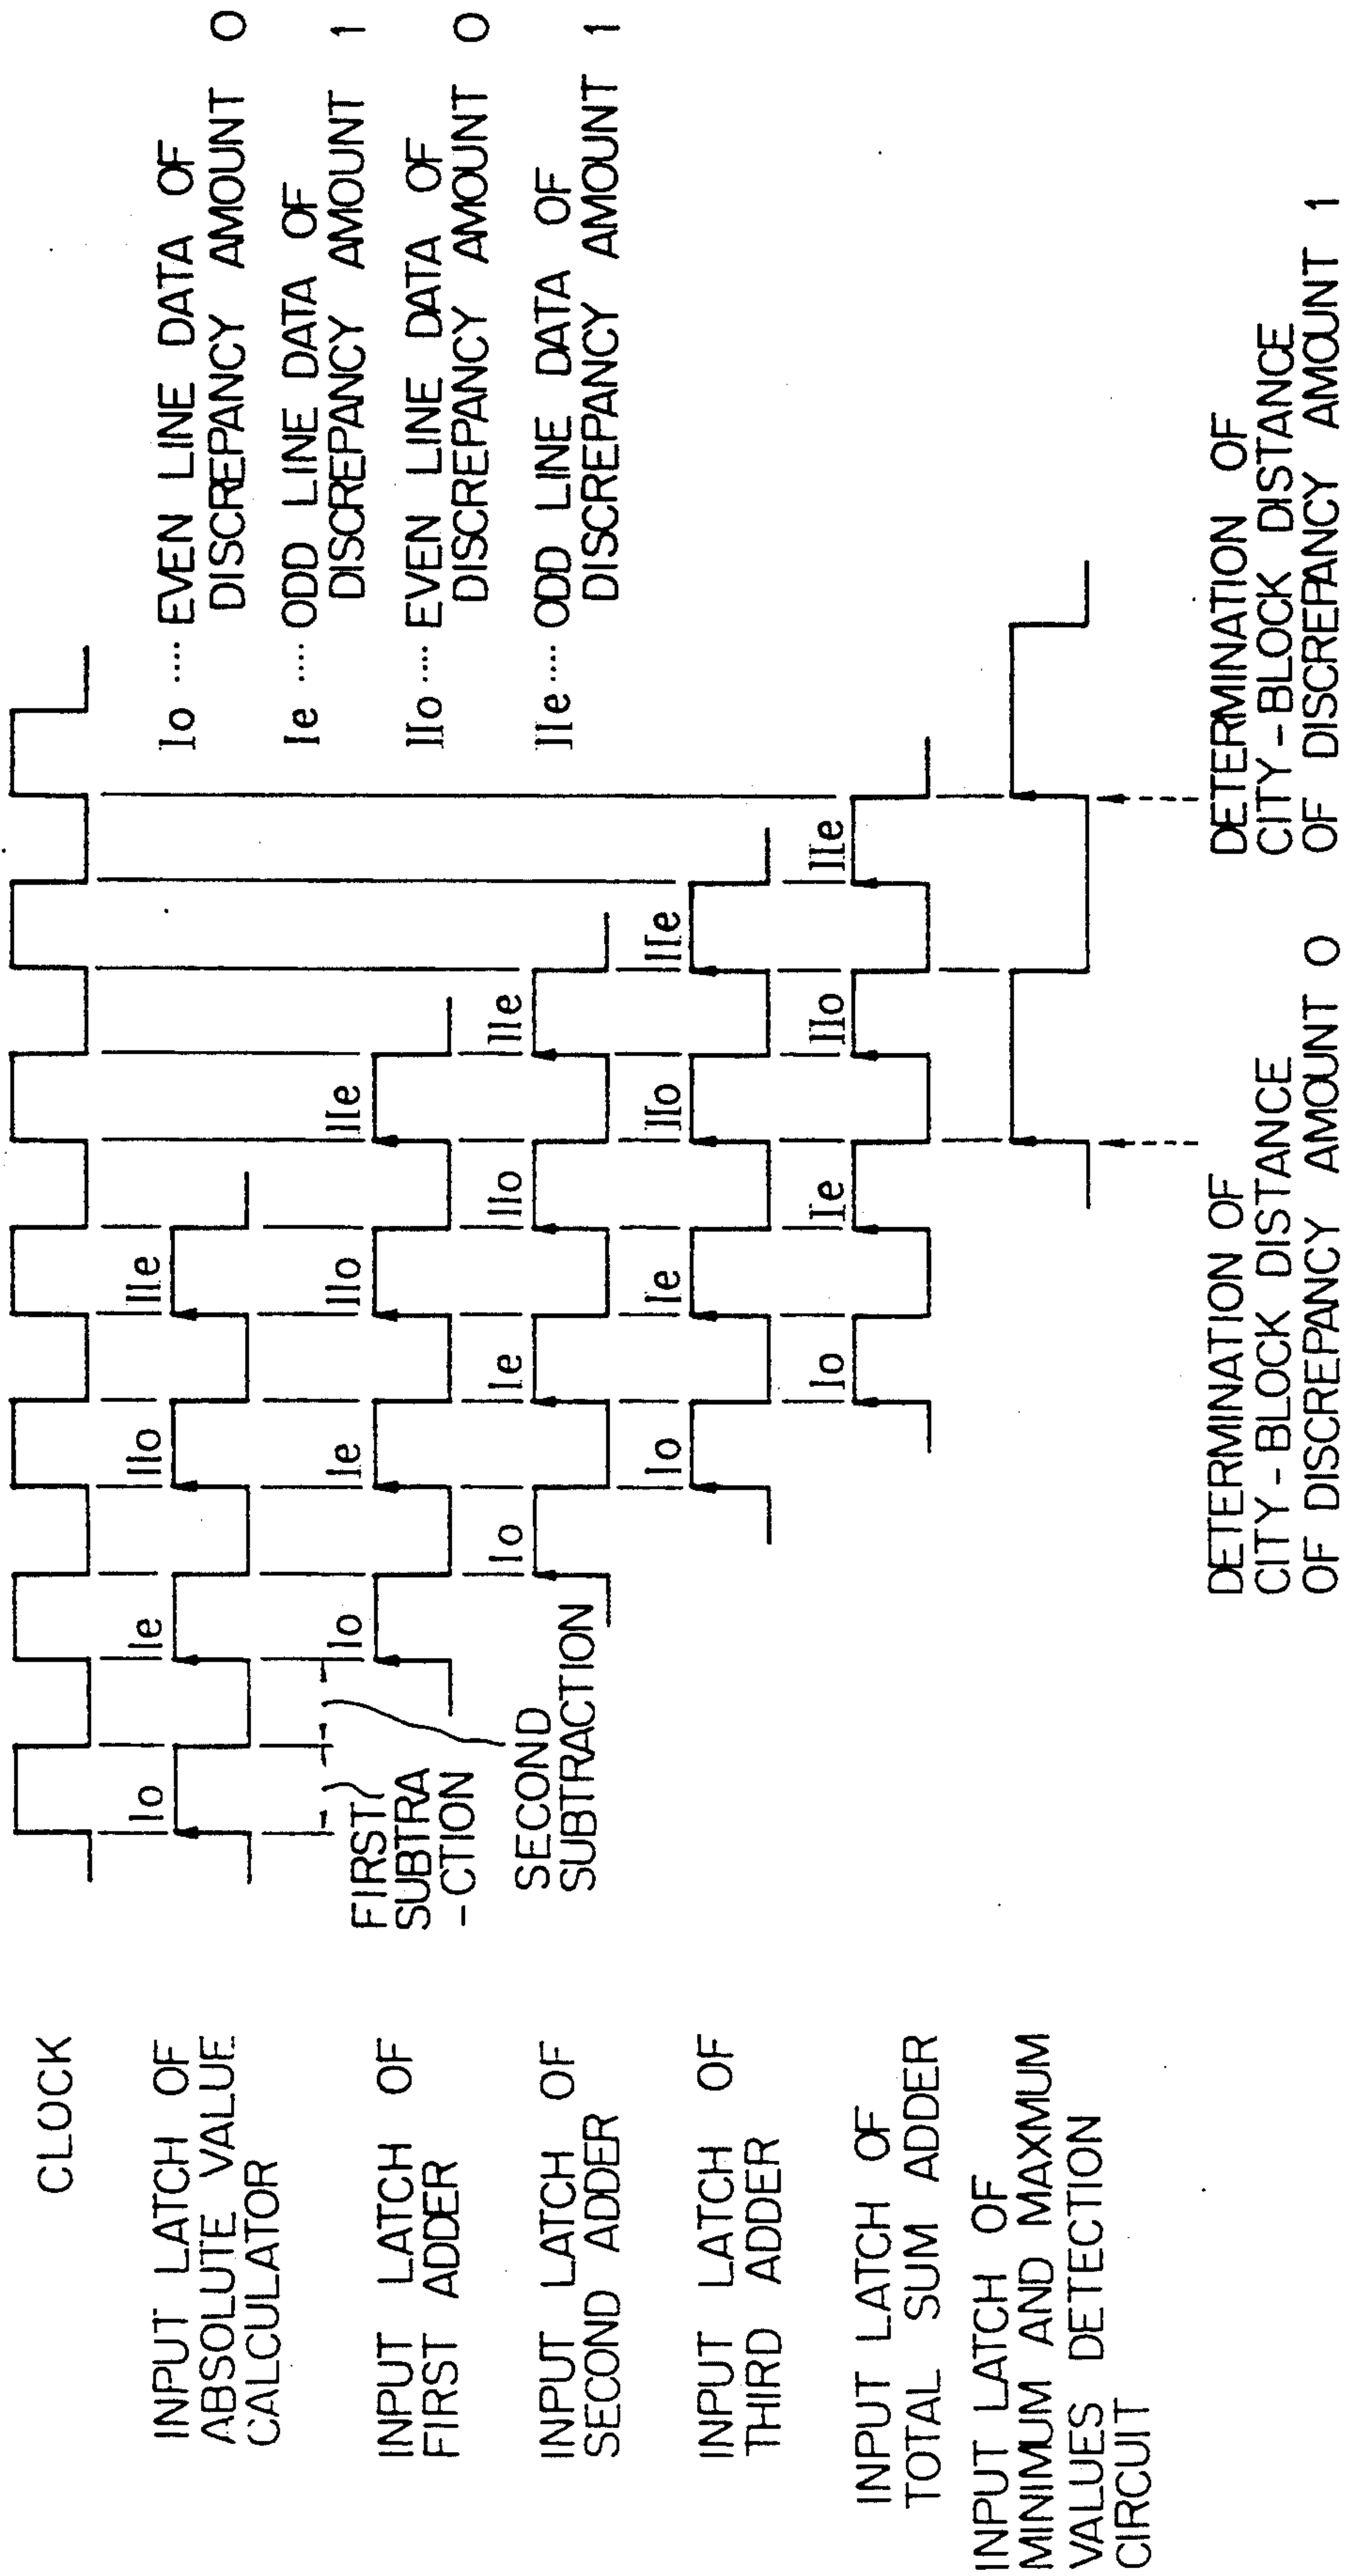 CLOCK
INPUT LATCH OF
ABSOLUTE VALUE
CALCULATOR
INPUT LATCH OF
FIRST ADDER
INPUT LATCH OF
SECOND ADDER
INPUT LATCH OF
THIRD ADDER
INPUT LATCH OF
TOTAL SUM ADDER
INPUT LATCH OF
MINIMUM AND MAXMUM
VALUES DETECTION
CIRCUIT
Io Ie IIo IIe
FIRST
SUBTRA
-CTION
SECOND
SUBTRACTION
Io Ie IIo IIe
Io Ie IIo IIe
Io Ie IIo IIe
Io Ie IIo IIe
Io .... EVEN LINE DATA OF
DISCREPANCY AMOUNT 0
Ie .... ODD LINE DATA OF
DISCREPANCY AMOUNT 1
IIo .... EVEN LINE DATA OF
DISCREPANCY AMOUNT 0
IIe .... ODD LINE DATA OF
DISCREPANCY AMOUNT 1
DETERMINATION OF
CITY-BLOCK DISTANCE
OF DISCREPANCY AMOUNT 0
DETERMINATION OF
CITY-BLOCK DISTANCE
OF DISCREPANCY AMOUNT 1